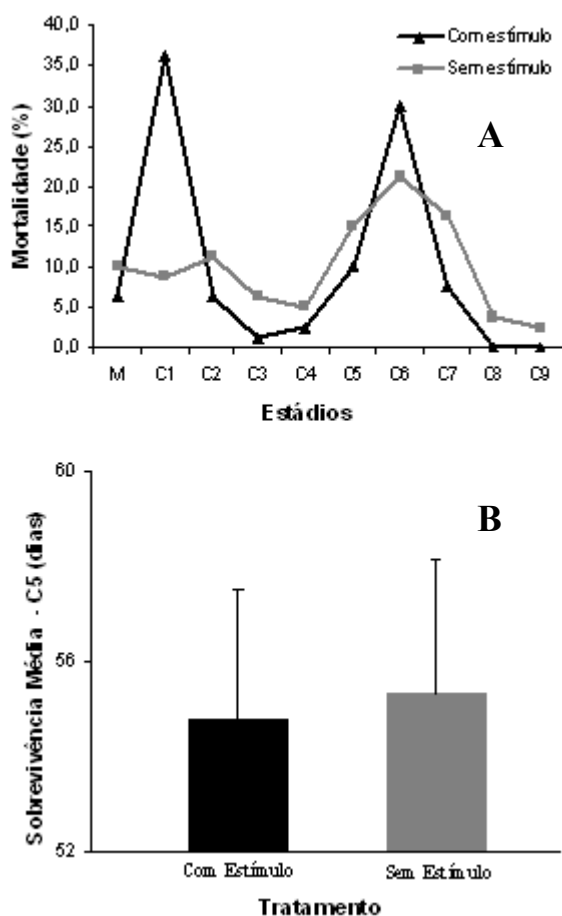 40,0
35,0
30,0
25,0
20,0
15,0
10,0
5,0
0,0
Mortalidade (%)
Com estímulo
Sem estímulo
A
M C1 C2 C3 C4 C5 C6 C7 C8 C9
Estádios
60
56
52
Sobrevivência Média - C5 (dias)
B
Com Estímulo Sem Estímulo
Tratamento